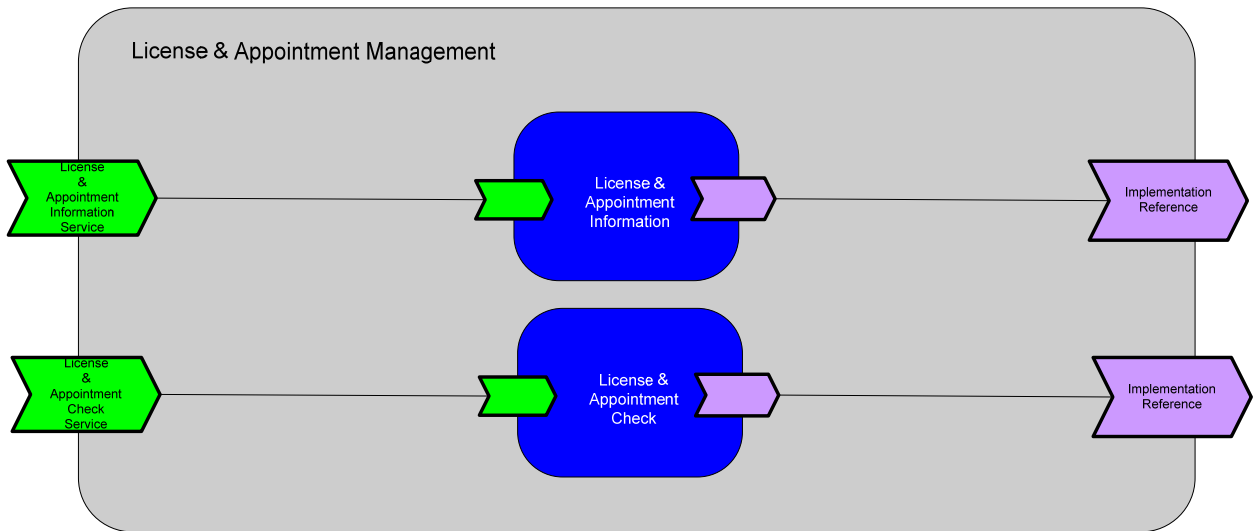 License & Appointment Management
License
&
Appointment
Information
Service
License &
Appointment
Information
Implementation
Reference
License
&
Appointment
Check
Service
License &
Appointment
Check
Implementation
Reference